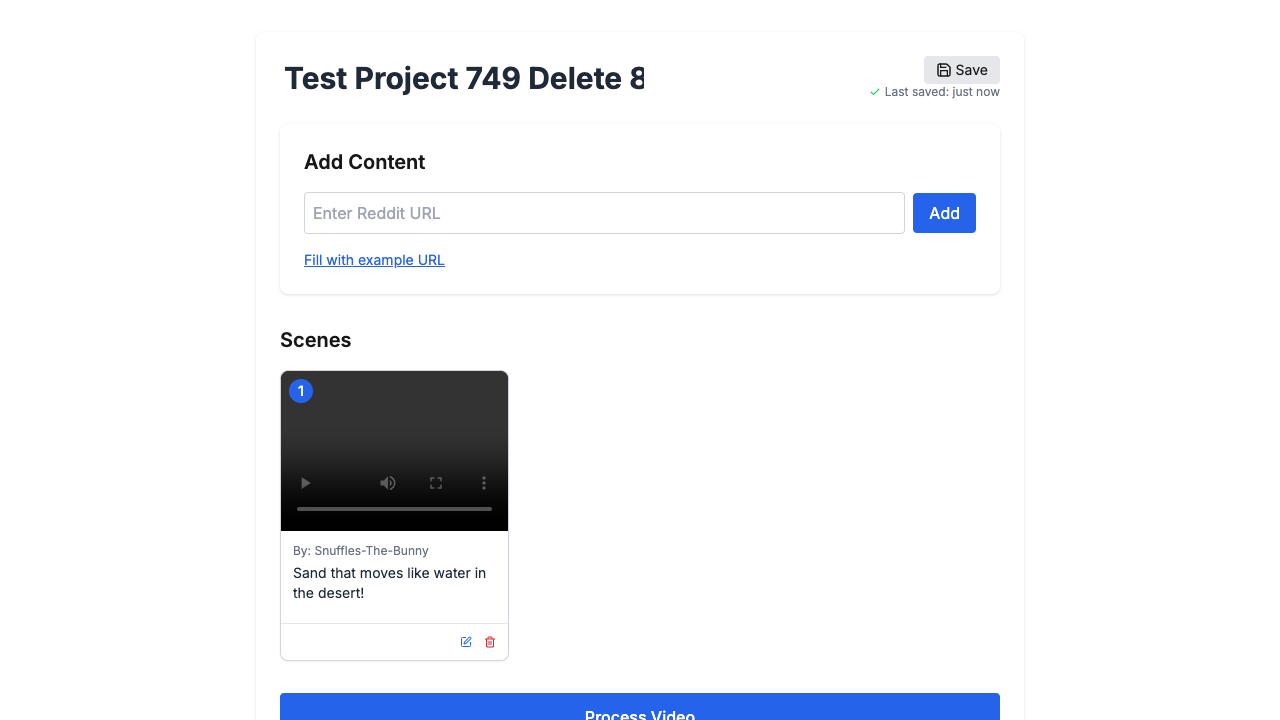 Test Project 749 Delete 8
Save
Last saved: just now
Add Content
Enter Reddit URL
Add
Fill with example URL
Scenes
1
By: Snuffles-The-Bunny
Sand that moves like water in
the desert!
Process Video